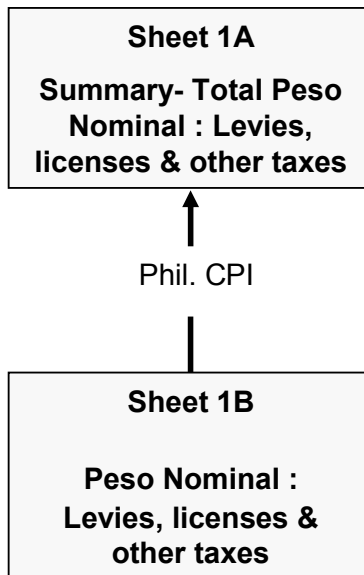 Sheet 1A
Summary- Total Peso
Nominal : Levies,
licenses & other taxes
Phil. CPI
Sheet 1B
Peso Nominal :
Levies, licenses &
other taxes